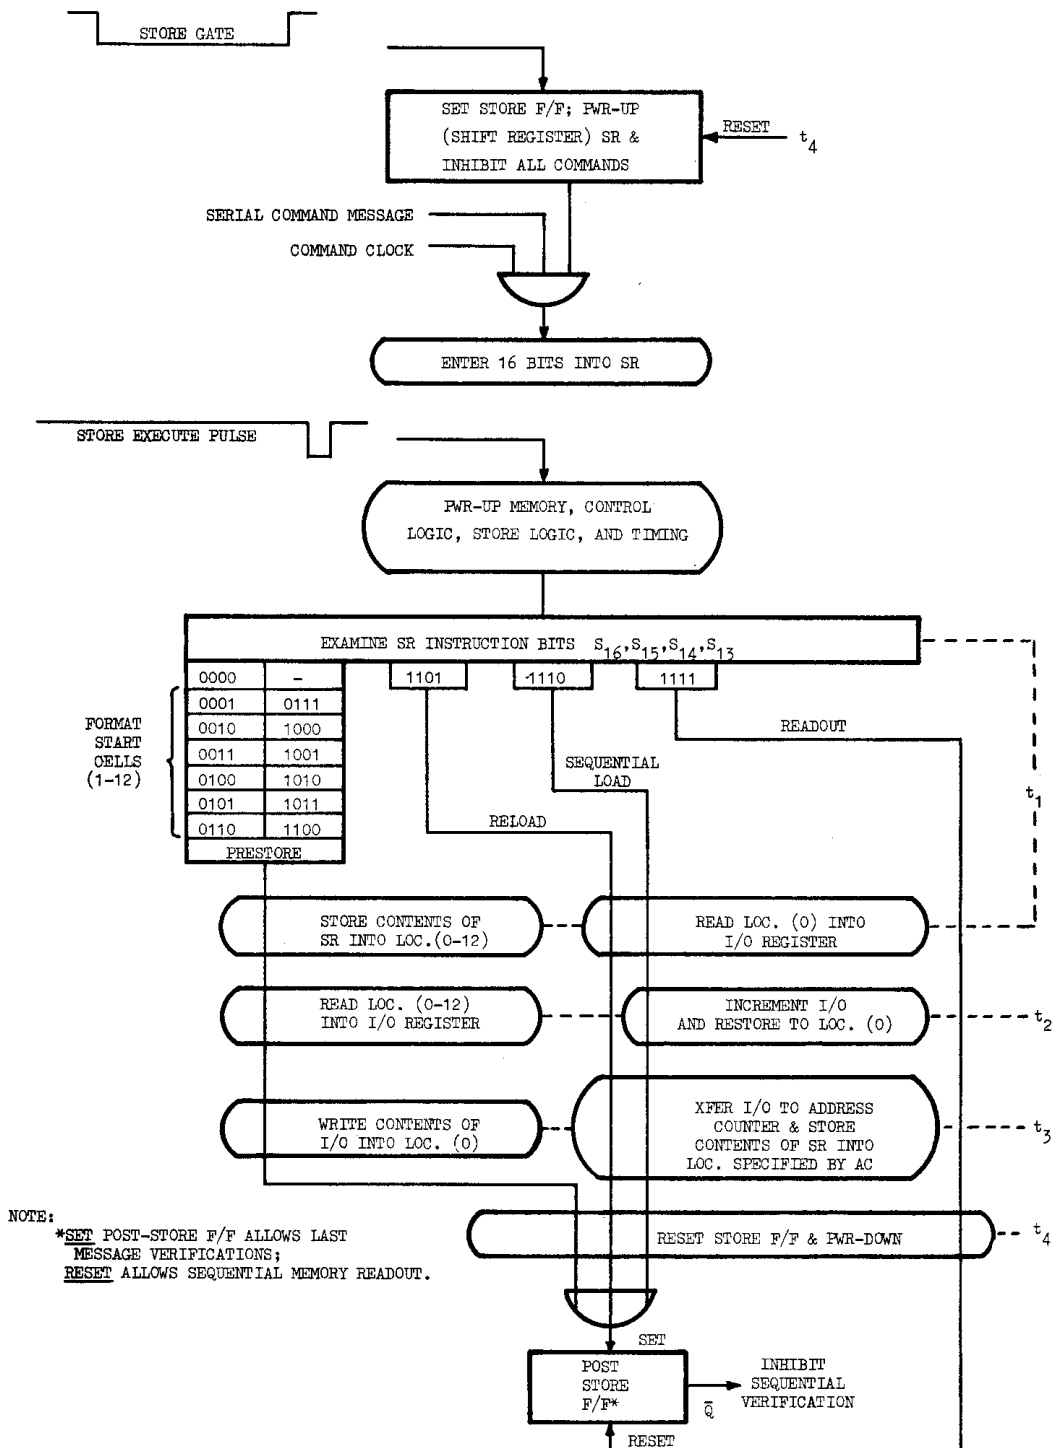 STORE GATE
SET STORE F/F; PWR-UP
(SHIFT REGISTER) SR &
INHIBIT ALL COMMANDS
RESET
t4
SERIAL COMMAND MESSAGE
COMMAND CLOCK
ENTER 16 BITS INTO SR
STORE EXECUTE PULSE
PWR-UP MEMORY, CONTROL
LOGIC, STORE LOGIC, AND TIMING
EXAMINE SR INSTRUCTION BITS S16,S15,S14,S13
0000 -
0001 0111
0010 1000
0011 1001
0100 1010
0101 1011
0110 1100
PRESTORE
FORMAT
START
CELLS
(1-12)
1101
1110
1111
READOUT
SEQUENTIAL
LOAD
RELOAD
t1
STORE CONTENTS OF
SR INTO LOC.(0-12)
READ LOC. (0) INTO
I/O REGISTER
READ LOC. (0-12)
INTO I/O REGISTER
INCREMENT I/O
AND RESTORE TO LOC. (0)
t2
WRITE CONTENTS OF
I/O INTO LOC. (0)
XFER I/O TO ADDRESS
COUNTER & STORE
CONTENTS OF SR INTO
LOC. SPECIFIED BY AC
t3
NOTE:
*SET POST-STORE F/F ALLOWS LAST
MESSAGE VERIFICATIONS;
RESET ALLOWS SEQUENTIAL MEMORY READOUT.
RESET STORE F/F & PWR-DOWN
t4
SET
POST
STORE
F/F*
Q̄
INHIBIT
SEQUENTIAL
VERIFICATION
RESET